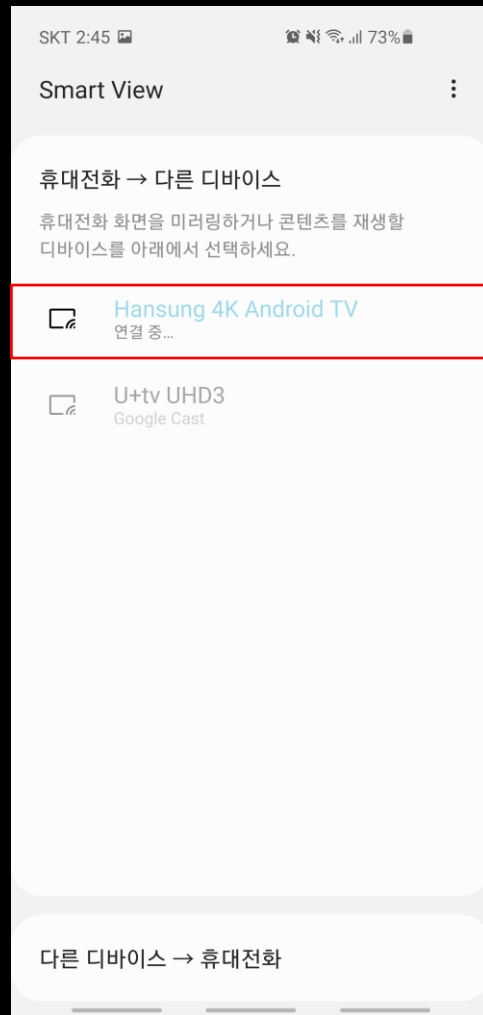 SKT 2:45 73%
Smart View
휴대전화 → 다른 디바이스
휴대전화 화면을 미러링하거나 콘텐츠를 재생할
디바이스를 아래에서 선택하세요.
Hansung 4K Android TV
연결 중...
U+tv UHD3
Google Cast
다른 디바이스 → 휴대전화